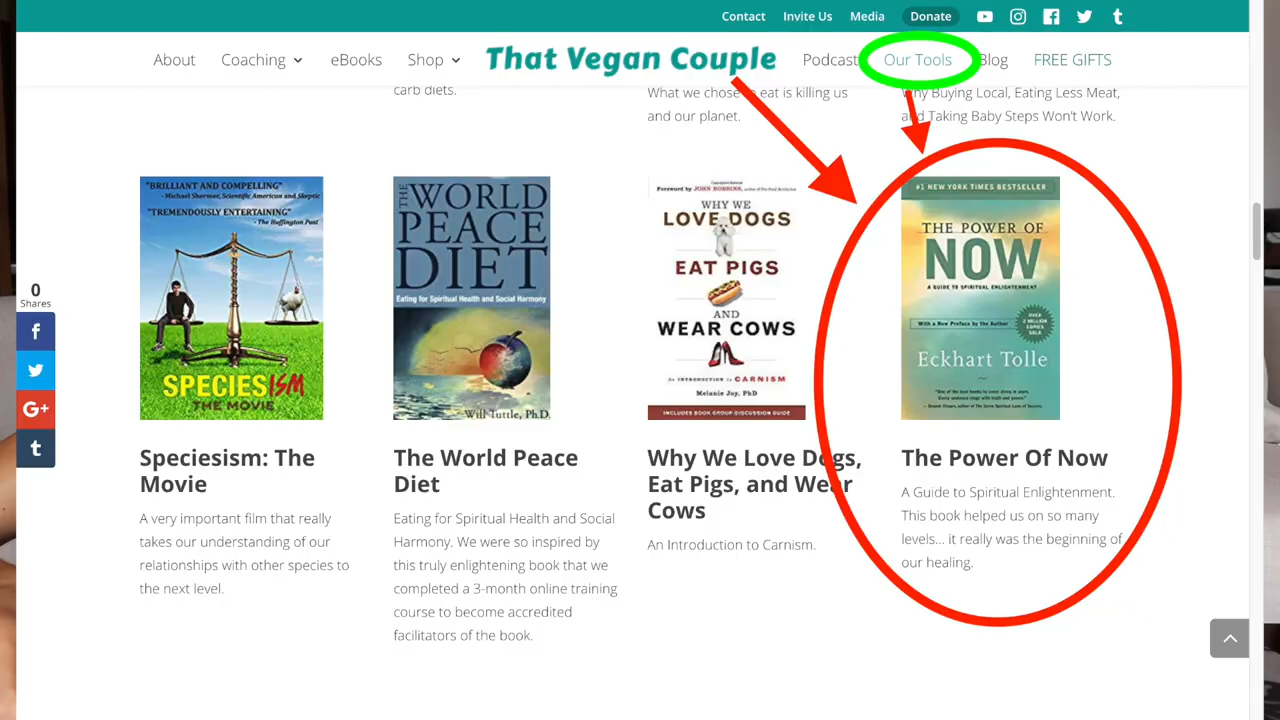 Contact Invite Us Media Donate
About Coaching eBooks Shop That Vegan Couple Podcast Our Tools Blog FREE GIFTS
carb diets.
What we chose to eat is killing us
and our planet.
Why Buying Local, Eating Less Meat,
and Taking Baby Steps Won't Work.
0
Shares
"BRILLIANT AND COMPELLING"
- Michael Shermer, Scientific American and Skeptic
"TREMENDOUSLY ENTERTAINING"
- The Huffington Post
SPECIESISM
THE MOVIE
Speciesism: The
Movie
A very important film that really
takes our understanding of our
relationships with other species to
the next level.
THE WORLD
PEACE
DIET
Eating for Spiritual Health and Social Harmony
Will Tuttle, Ph.D.
The World Peace
Diet
Eating for Spiritual Health and Social
Harmony. We were so inspired by
this truly enlightening book that we
completed a 3-month online training
course to become accredited
facilitators of the book.
Foreword by JOHN ROBBINS,
WHY WE
LOVE DOGS
EAT PIGS
AND
WEAR COWS
AN INTRODUCTION TO CARNISM
Melanie Joy, PhD
INCLUDES BOOK GROUP DISCUSSION GUIDE
Why We Love Dogs,
Eat Pigs, and Wear
Cows
An Introduction to Carnism.
#1 NEW YORK TIMES BESTSELLER
THE POWER OF
NOW
A GUIDE TO SPIRITUAL ENLIGHTENMENT
With a New Preface by the Author
OVER
2 MILLION
COPIES
SOLD
Eckhart Tolle
The Power Of Now
A Guide to Spiritual Enlightenment.
This book helped us on so many
levels... it really was the beginning of
our healing.